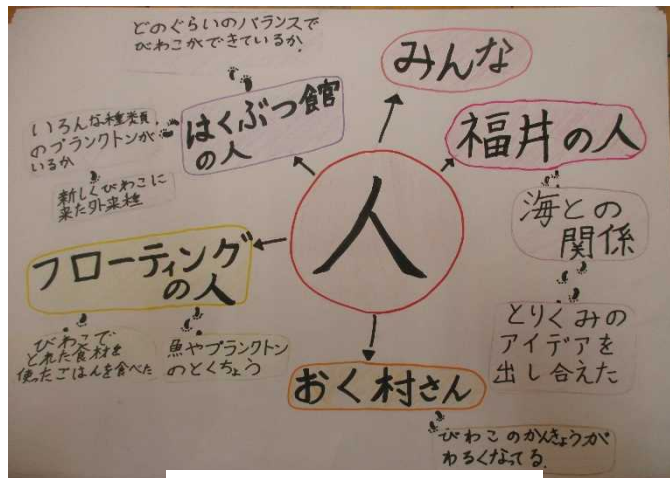 どのぐらいのバランスで
びわこができているか.
みんな
はくぶつ館
の人
福井の人
いろんな種類
のプランクトンが
いるか
新しくびわこに
来た外来種
人
海との
関係
フローティング
の人
とりくみの
アイデアを
出し合えた
びわこで
とれた食材を
使ったごはんを食べた
魚やプランクトン
のとくちょう
おく村さん
びわこのかんきょうが
わるくなってる.